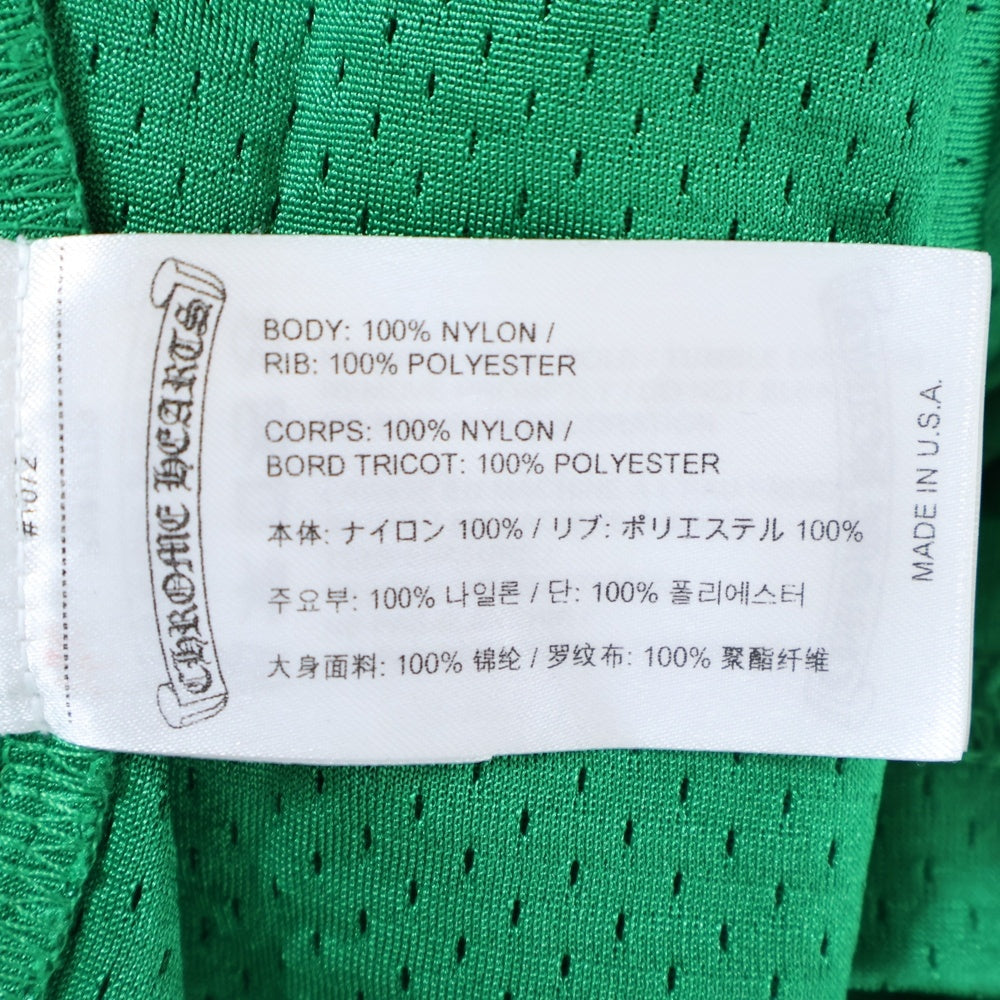 CHROME HEARTS
BODY: 100% NYLON /
RIB: 100% POLYESTER
CORPS: 100% NYLON /
BORD TRICOT: 100% POLYESTER
本体: ナイロン 100% / リブ: ポリエステル 100%
주요부: 100% 나일론 / 단: 100% 폴리에스터
大身面料: 100% 锦纶 / 罗纹布: 100% 聚酯纤维
MADE IN U.S.A.